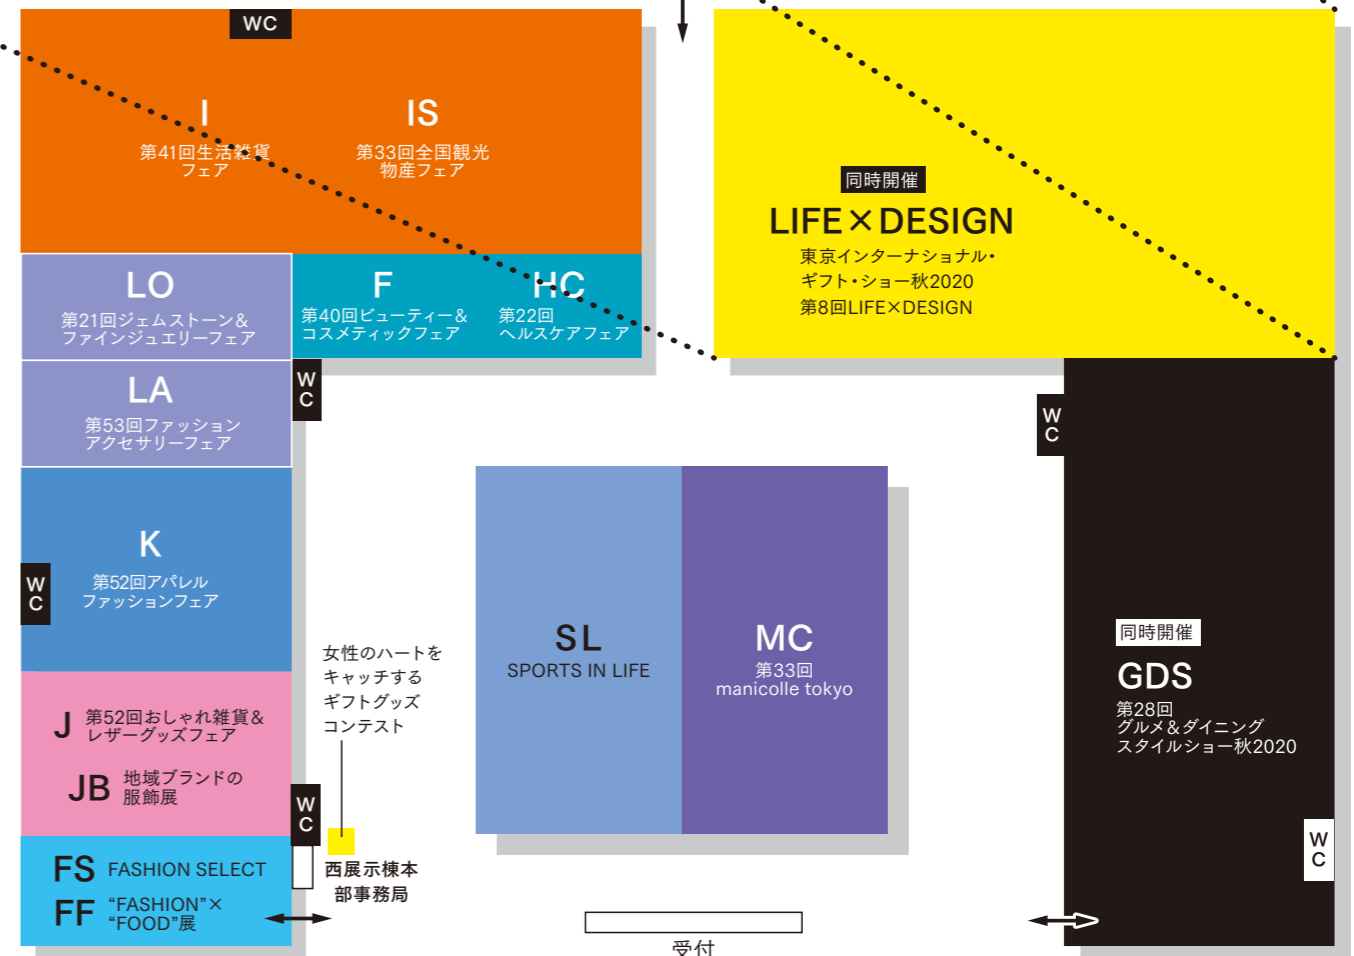 WC
I
第41回生活雑貨
フェア
IS
第33回全国観光
物産フェア
同時開催
LIFE×DESIGN
東京インターナショナル・
ギフト・ショー秋2020
第8回LIFE×DESIGN
LO
第21回ジェムストーン&
ファインジュエリーフェア
F
第40回ビューティー&
コスメティックフェア
HC
第22回
ヘルスケアフェア
LA
第53回ファッション
アクセサリーフェア
W
C
W
C
K
第52回アパレル
ファッションフェア
W
C
SL
SPORTS IN LIFE
MC
第33回
manicolle tokyo
同時開催
GDS
第28回
グルメ&ダイニング
スタイルショー秋2020
女性のハートを
キャッチする
ギフトグッズ
コンテスト
J 第52回おしゃれ雑貨&
レザーグッズフェア
JB 地域ブランドの
服飾展
W
C
W
C
FS FASHION SELECT
FF “FASHION”×
“FOOD”展
西展示棟本
部事務局
受付